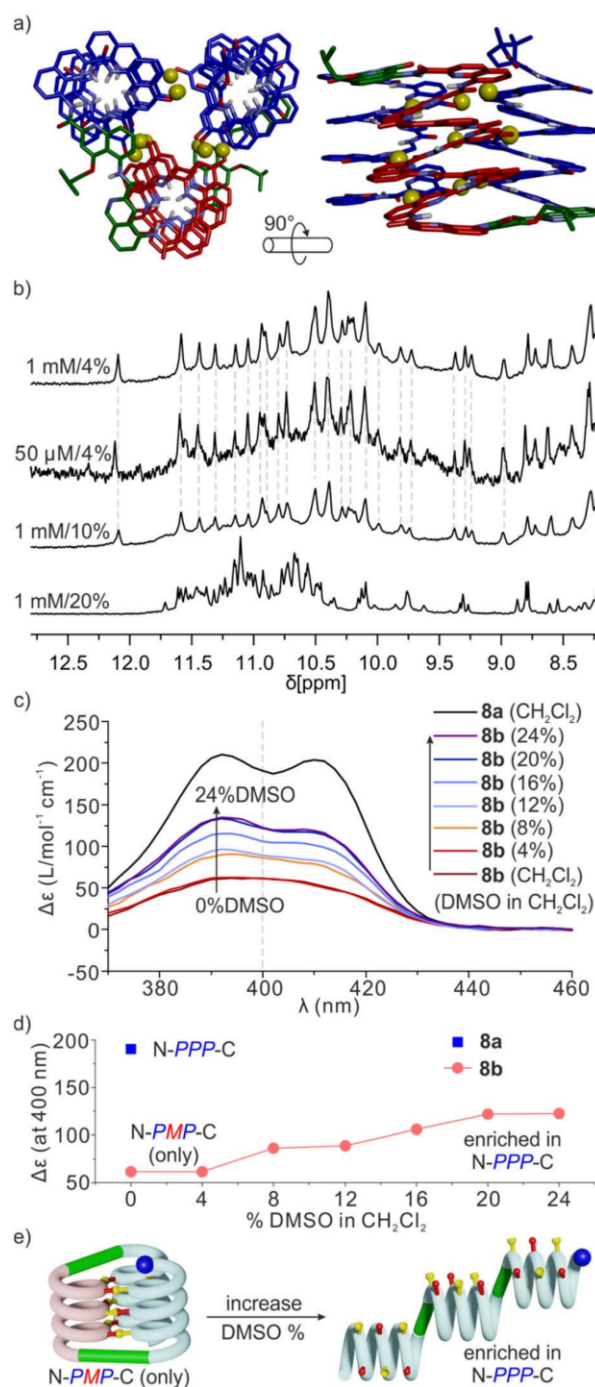 a)
90°
b)
1 mM/4%
50 µM/4%
1 mM/10%
1 mM/20%
12.5 12.0 11.5 11.0 10.5 10.0 9.5 9.0 8.5
δ[ppm]
c)
250
200
150
100
50
0
-50
Δε (L/mol⁻¹ cm⁻¹)
24%DMSO
0%DMSO
8a (CH₂Cl₂)
8b (24%)
8b (20%)
8b (16%)
8b (12%)
8b (8%)
8b (4%)
8b (CH₂Cl₂)
(DMSO in CH₂Cl₂)
380 400 420 440 460
λ (nm)
d)
200
150
100
50
Δε (at 400 nm)
N-PPP-C
8a
8b
N-PMP-C
(only)
enriched in
N-PPP-C
0 4 8 12 16 20 24
% DMSO in CH₂Cl₂
e)
increase
DMSO %
N-PMP-C (only)
enriched in
N-PPP-C